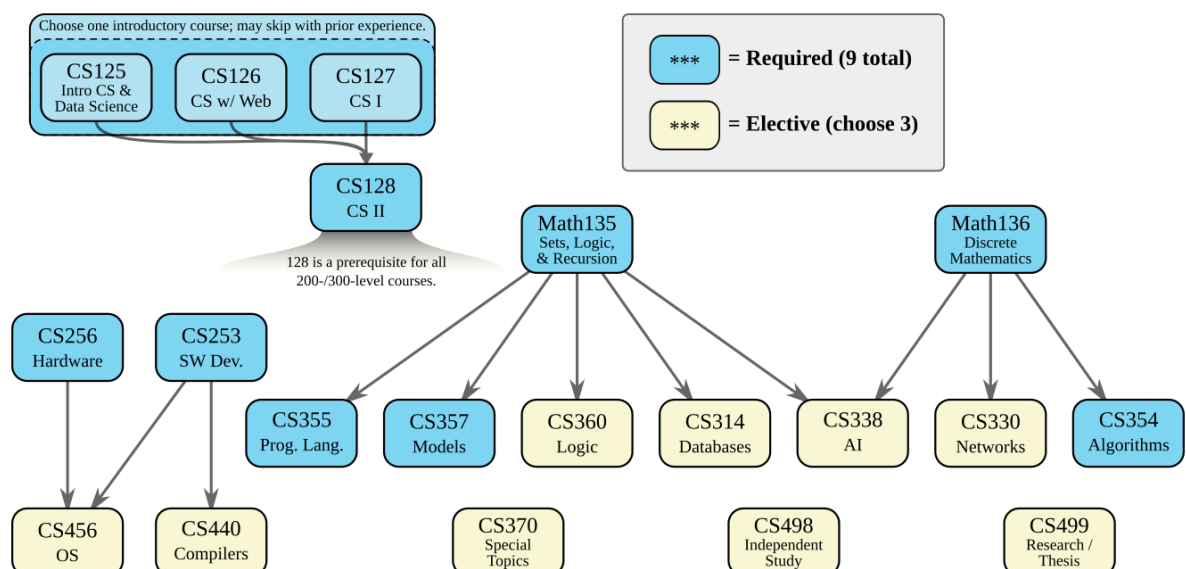 Choose one introductory course; may skip with prior experience.
CS125
Intro CS &
Data Science
CS126
CS w/ Web
CS127
CS I
*** = Required (9 total)
*** = Elective (choose 3)
CS128
CS II
128 is a prerequisite for all
200-/300-level courses.
Math135
Sets, Logic,
& Recursion
Math136
Discrete
Mathematics
CS256
Hardware
CS253
SW Dev.
CS355
Prog. Lang.
CS357
Models
CS360
Logic
CS314
Databases
CS338
AI
CS330
Networks
CS354
Algorithms
CS456
OS
CS440
Compilers
CS370
Special
Topics
CS498
Independent
Study
CS499
Research /
Thesis